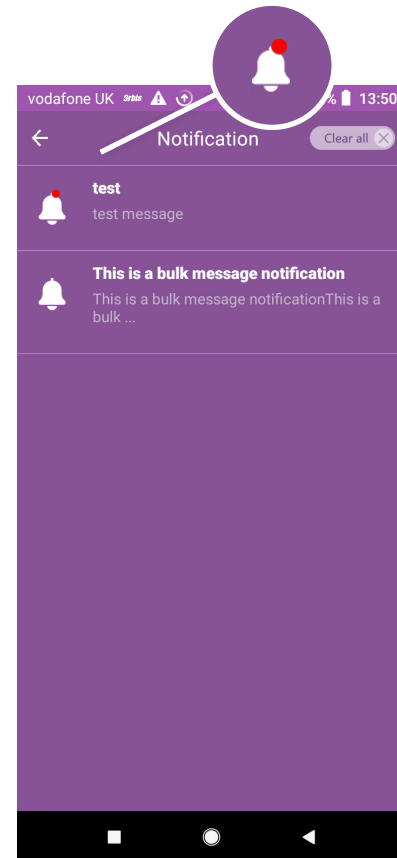 vodafone UK 9rbis % 13:50
Notification
Clear all
test
test message
This is a bulk message notification
This is a bulk message notificationThis is a
bulk ...